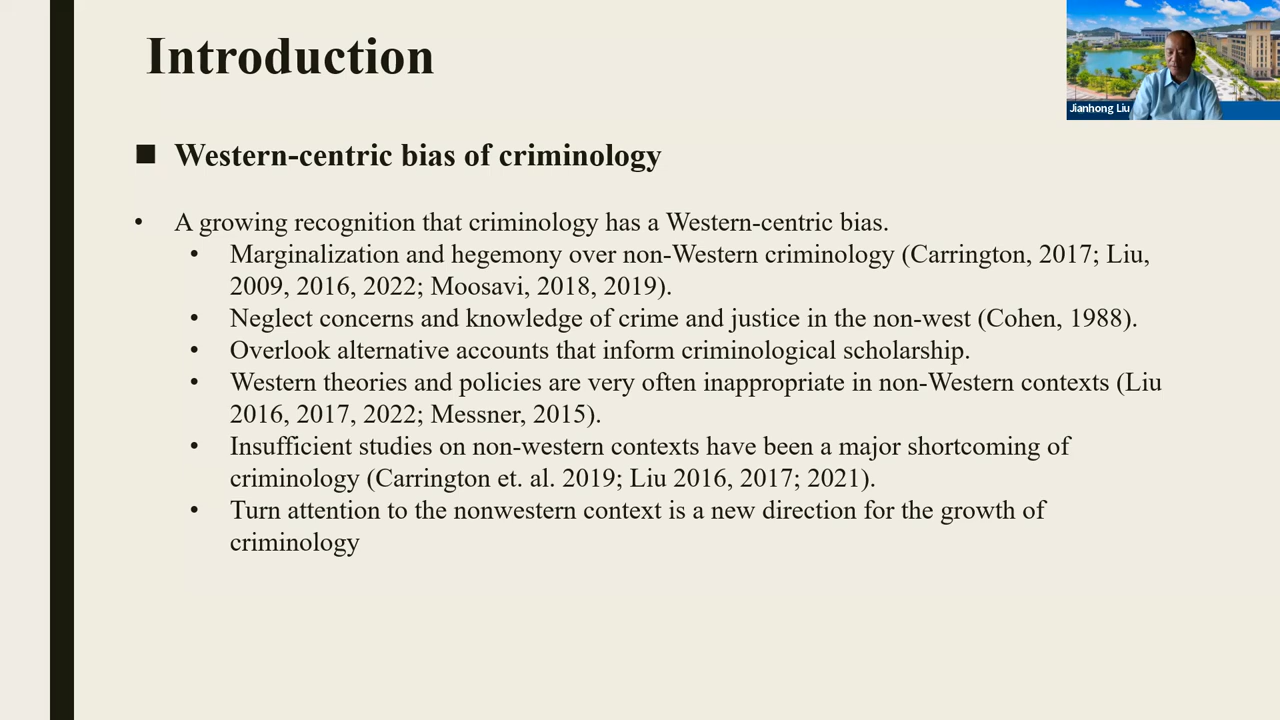 Introduction
Jianhong Liu
■ Western-centric bias of criminology
• A growing recognition that criminology has a Western-centric bias.
• Marginalization and hegemony over non-Western criminology (Carrington, 2017; Liu,
2009, 2016, 2022; Moosavi, 2018, 2019).
• Neglect concerns and knowledge of crime and justice in the non-west (Cohen, 1988).
• Overlook alternative accounts that inform criminological scholarship.
• Western theories and policies are very often inappropriate in non-Western contexts (Liu
2016, 2017, 2022; Messner, 2015).
• Insufficient studies on non-western contexts have been a major shortcoming of
criminology (Carrington et. al. 2019; Liu 2016, 2017; 2021).
• Turn attention to the nonwestern context is a new direction for the growth of
criminology